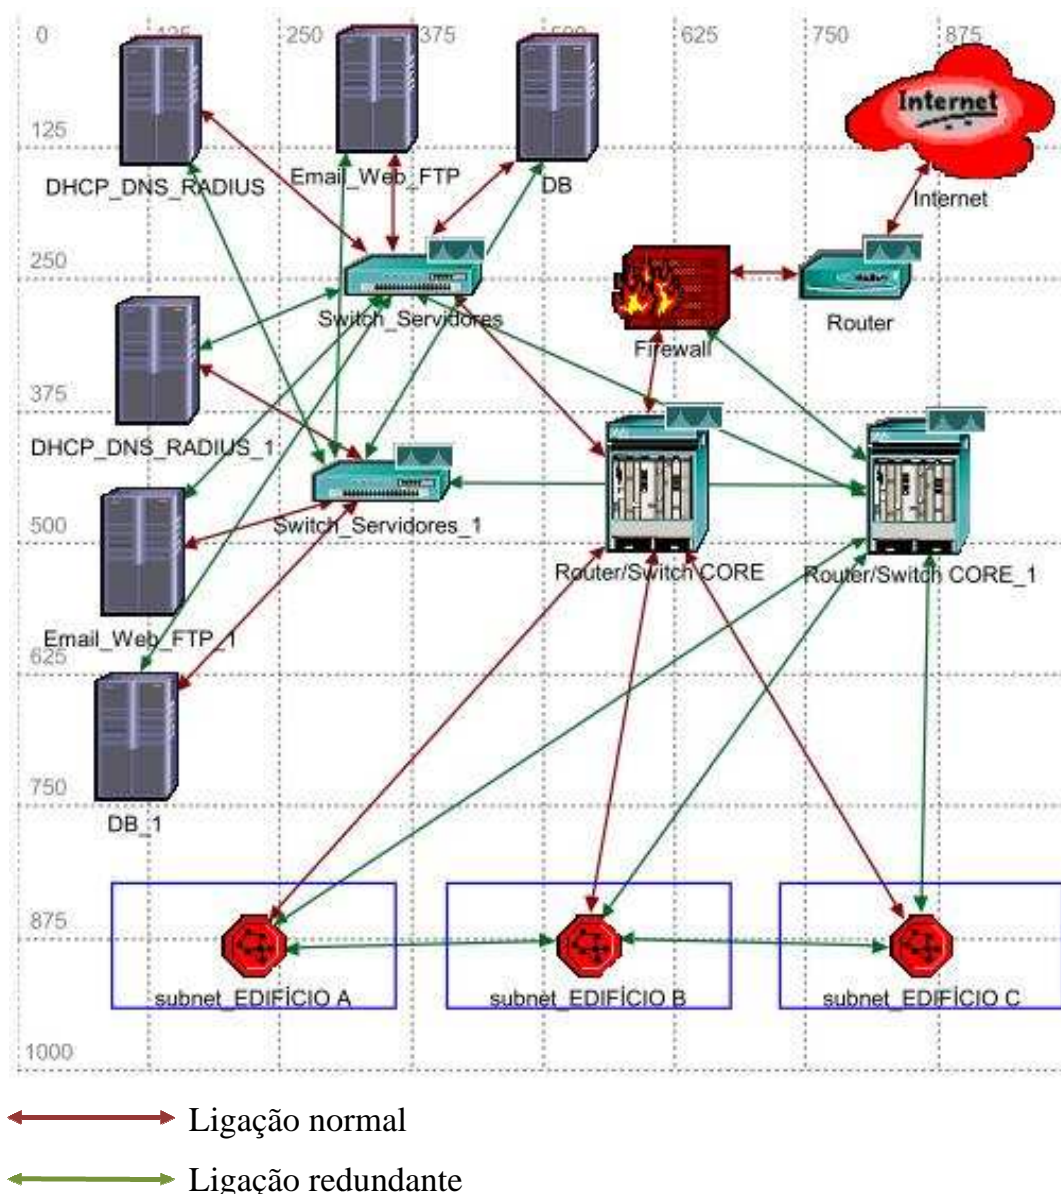 0 125 250 375 500 625 750 875
Internet
125
DHCP_DNS_RADIUS
Email_Web_FTP
DB
Internet
250
Switch_Servidores
Firewall
Router
375
DHCP_DNS_RADIUS_1
500
Switch_Servidores_1
Router/Switch CORE
Router/Switch CORE_1
Email_Web_FTP_1
625
750
DB_1
875
subnet_EDIFÍCIO A
subnet_EDIFÍCIO B
subnet_EDIFÍCIO C
1000
Ligação normal
Ligação redundante